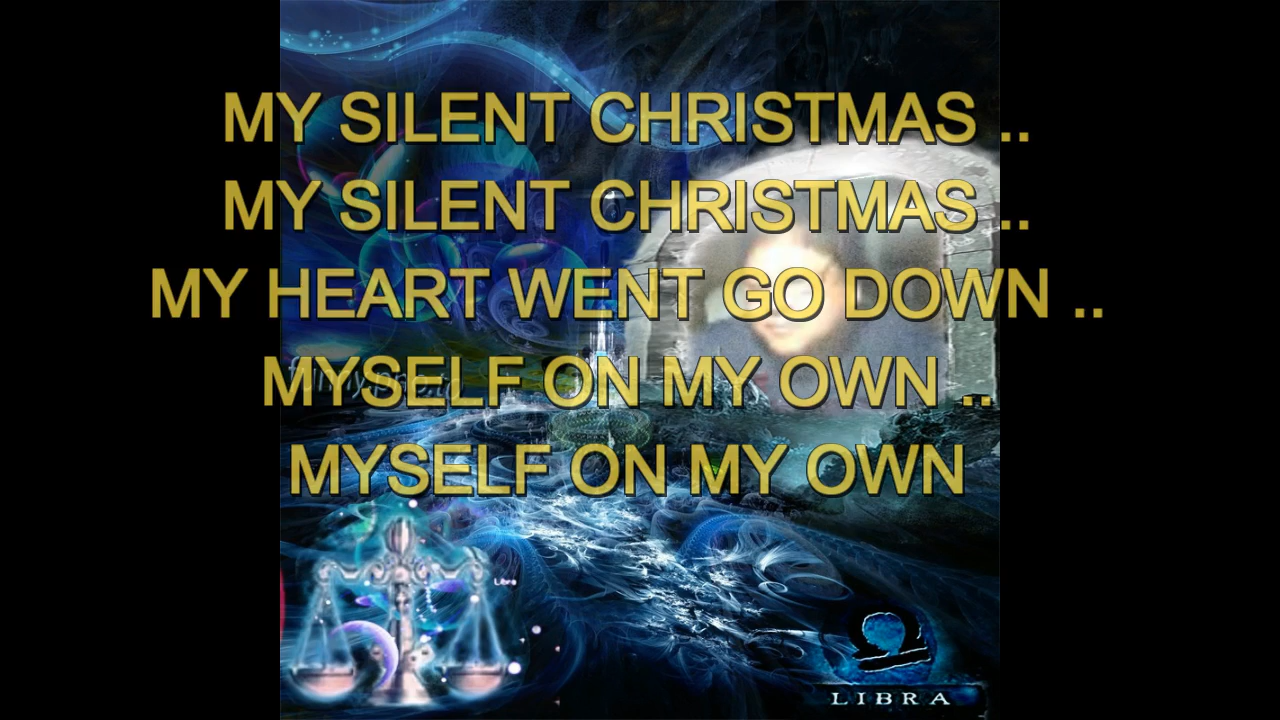 MY SILENT CHRISTMAS ..
MY SILENT CHRISTMAS ..
MY HEART WENT GO DOWN ..
MYSELF ON MY OWN ..
MYSELF ON MY OWN
Libra
LIBRA